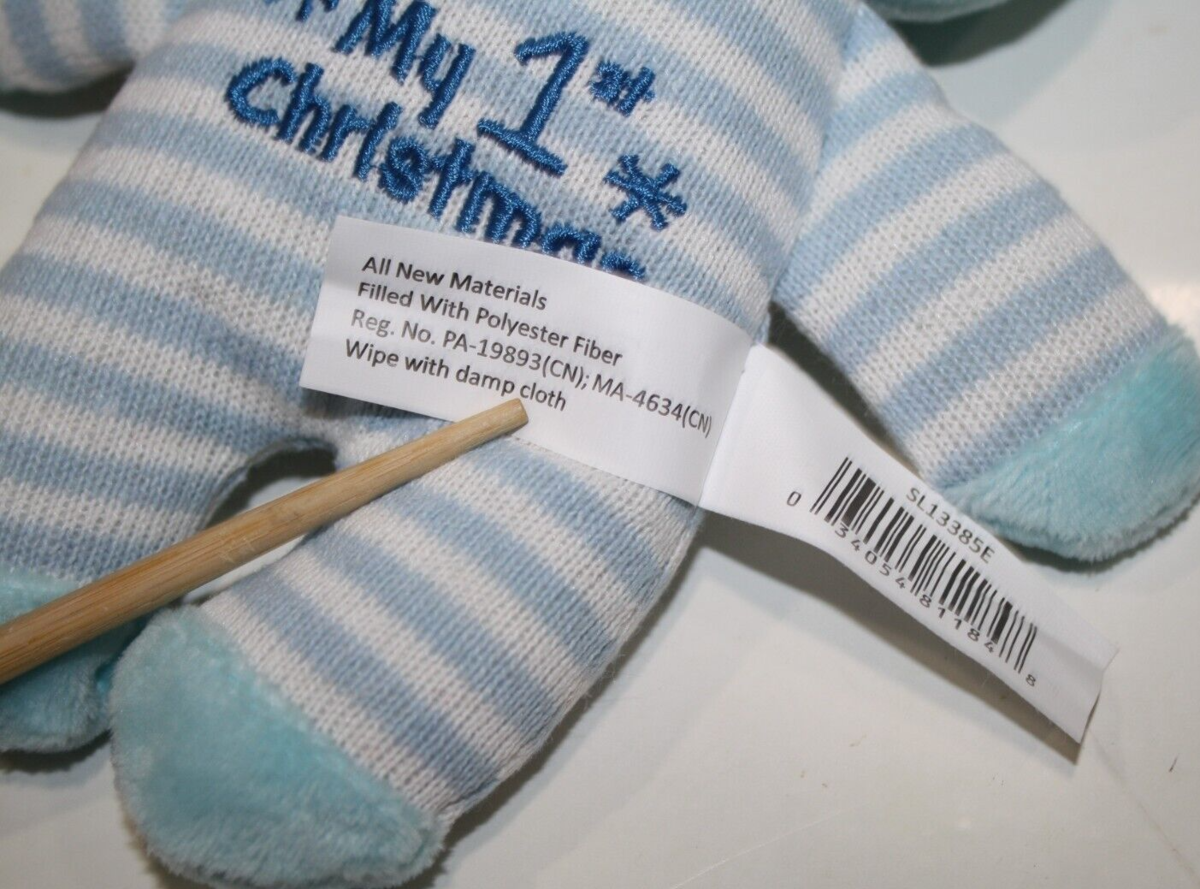 My 1st
Christmas
All New Materials
Filled With Polyester Fiber
Reg. No. PA-19893(CN); MA-4634(CN)
Wipe with damp cloth
SL13385E
0 34054 81184 8